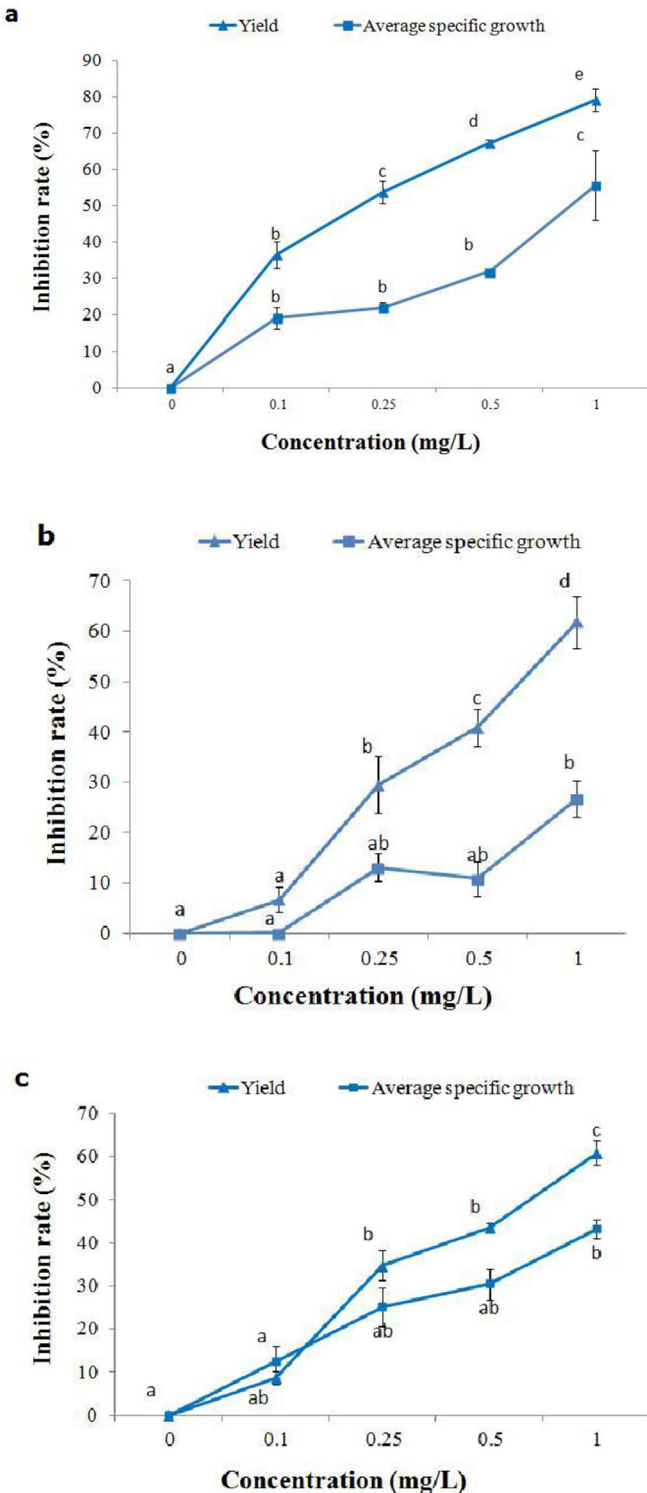 a
Yield Average specific growth
90
80
70
60
50
40
30
20
10
0
Inhibition rate (%)
a
b
b
c
b
d
b
e
c
0 0.1 0.25 0.5 1
Concentration (mg/L)
b
Yield Average specific growth
70
60
50
40
30
20
10
0
Inhibition rate (%)
a
a
a
b
ab
c
ab
d
b
0 0.1 0.25 0.5 1
Concentration (mg/L)
c
Yield Average specific growth
70
60
50
40
30
20
10
0
Inhibition rate (%)
a
a
ab
b
ab
b
ab
c
b
0 0.1 0.25 0.5 1
Concentration (mg/L)